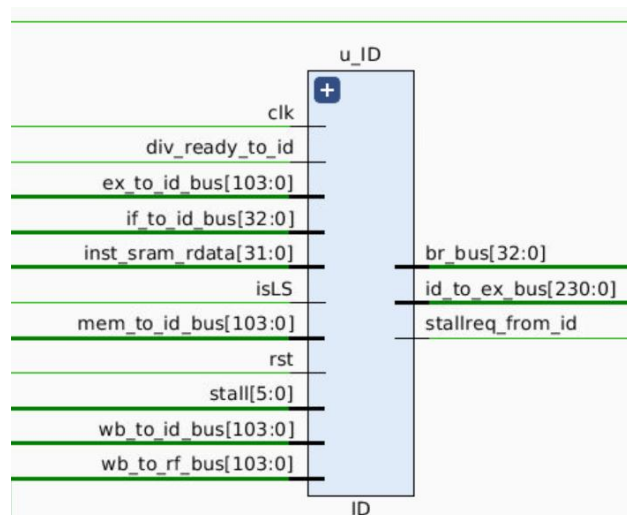 u_ID
+
clk
div_ready_to_id
ex_to_id_bus[103:0]
if_to_id_bus[32:0]
inst_sram_rdata[31:0]
isLS
mem_to_id_bus[103:0]
rst
stall[5:0]
wb_to_id_bus[103:0]
wb_to_rf_bus[103:0]
br_bus[32:0]
id_to_ex_bus[230:0]
stallreq_from_id
ID